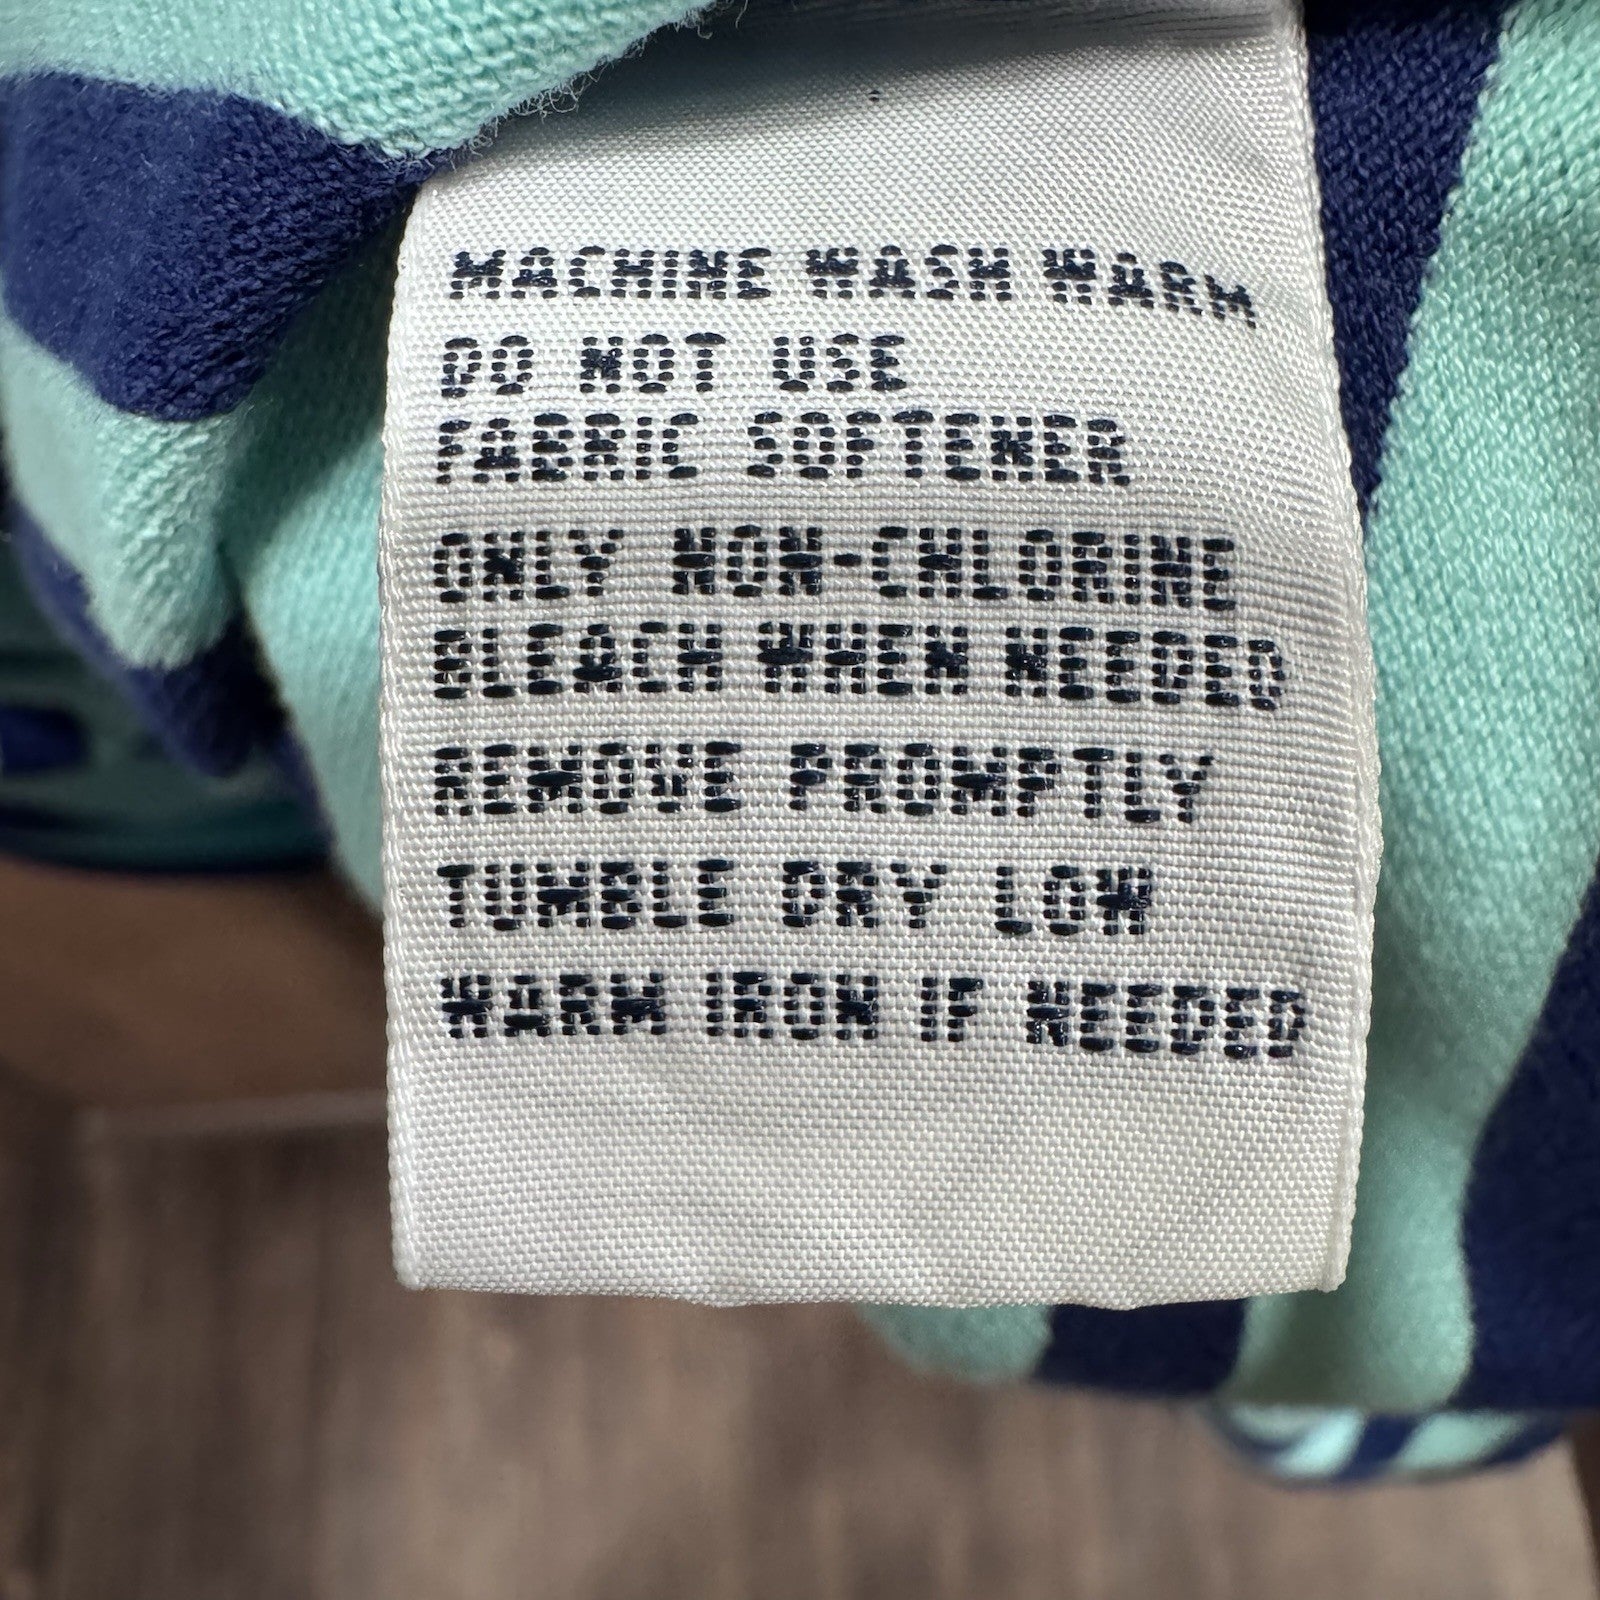 MACHINE WASH WARM
DO NOT USE
FABRIC SOFTENER
ONLY NON-CHLORINE
BLEACH WHEN NEEDED
REMOVE PROMPTLY
TUMBLE DRY LOW
WARM IRON IF NEEDED